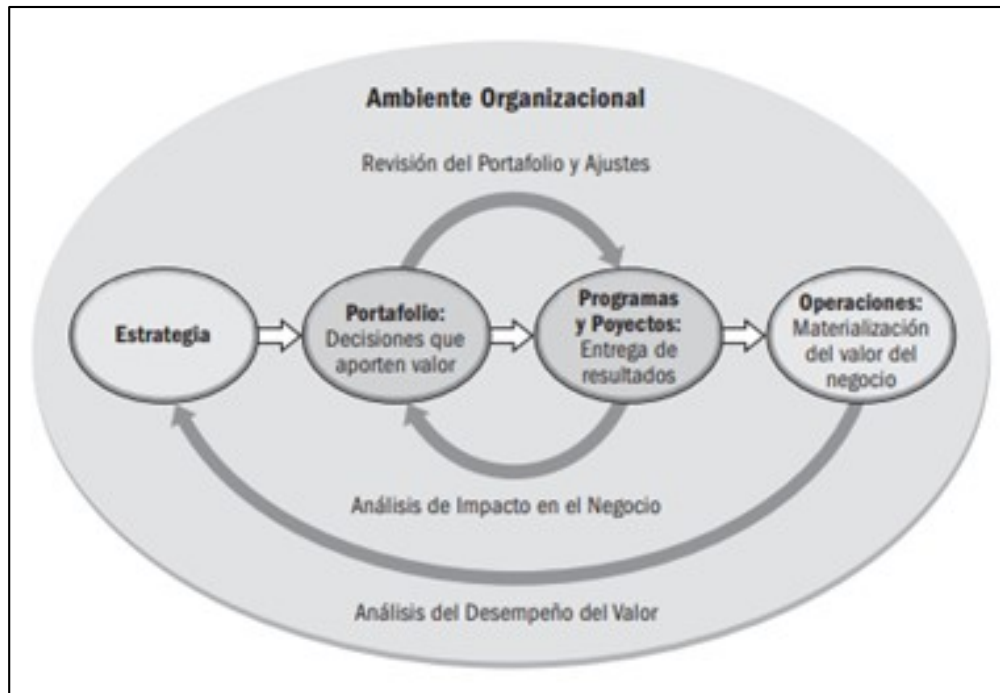 Ambiente Organizacional
Revisión del Portafolio y Ajustes
Estrategia
Portafolio:
Decisiones que
aporten valor
Programas
y Poyectos:
Entrega de
resultados
Operaciones:
Materialización
del valor del
negocio
Análisis de Impacto en el Negocio
Análisis del Desempeño del Valor